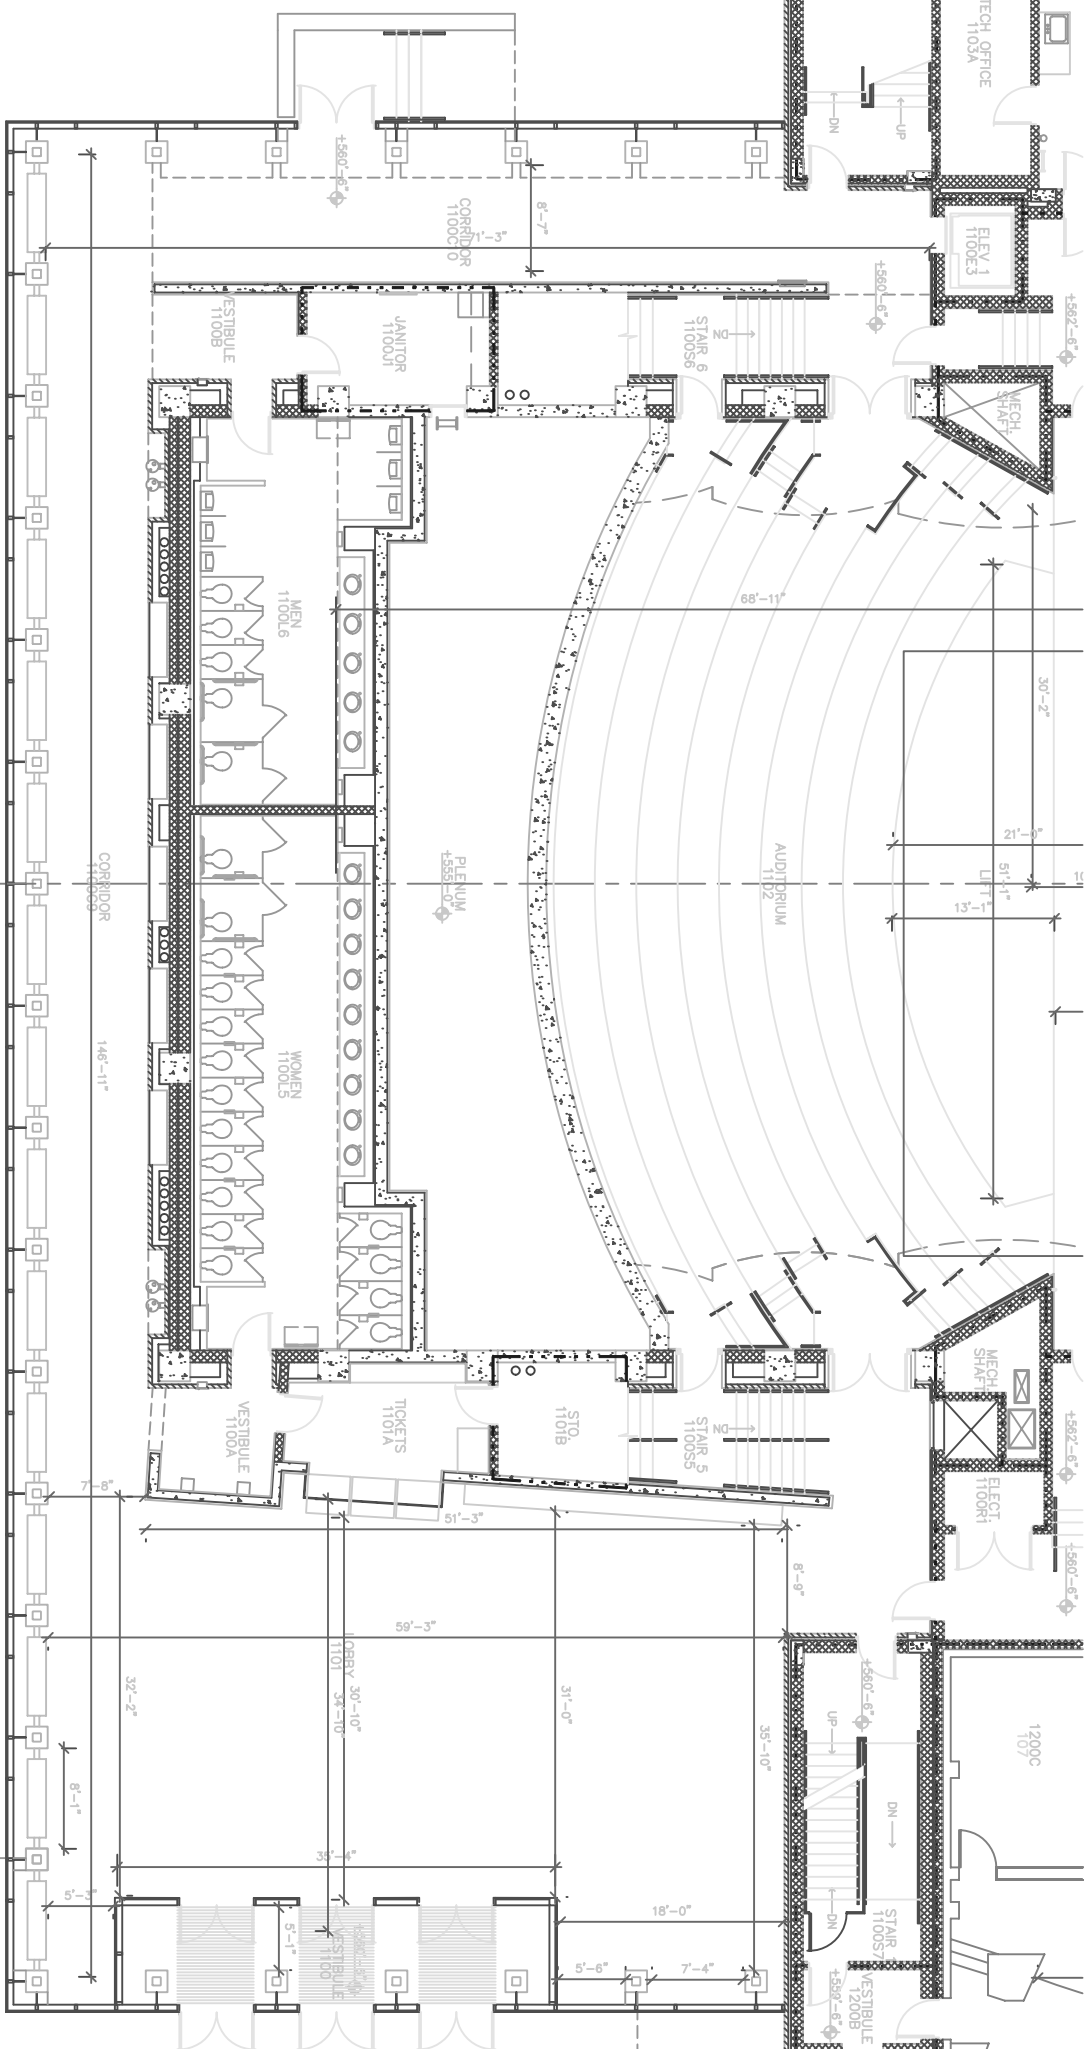 TECH OFFICE
1103A
DN
UP
+560'-6"
CORRIDOR
1100C10
8'-7"
71'-3"
ELEV 1
1100E3
+560'-6"
+562'-6"
VESTIBULE
1100B
JANITOR
1100J1
STAIR 6
1100S6
DN
MECH.
SHAFT.
MEN
1100L6
68'-11"
30'-2"
21'-0"
51'-1"
LIFT
13'-1"
10
AUDITORIUM
1102
PLENUM
+555'-0"
CORRIDOR
1100C9
146'-11"
WOMEN
1100L5
VESTIBULE
1100A
TICKETS
1101A
STO.
1101B
STAIR 5
1100S5
DN
MECH.
SHAFT.
+562'-6"
ELECT.
1100R1
+560'-6"
7'-8"
51'-3"
8'-9"
59'-3"
LOBBY
1101
30'-10"
34'-10"
32'-2"
31'-0"
35'-10"
+560'-6"
UP
DN
DN
1200C
107
8'-1"
35'-4"
5'-3"
5'-1"
VESTIBULE
1100
18'-0"
5'-6"
7'-4"
STAIR
1100S7
VESTIBULE
1200B
+559'-6"